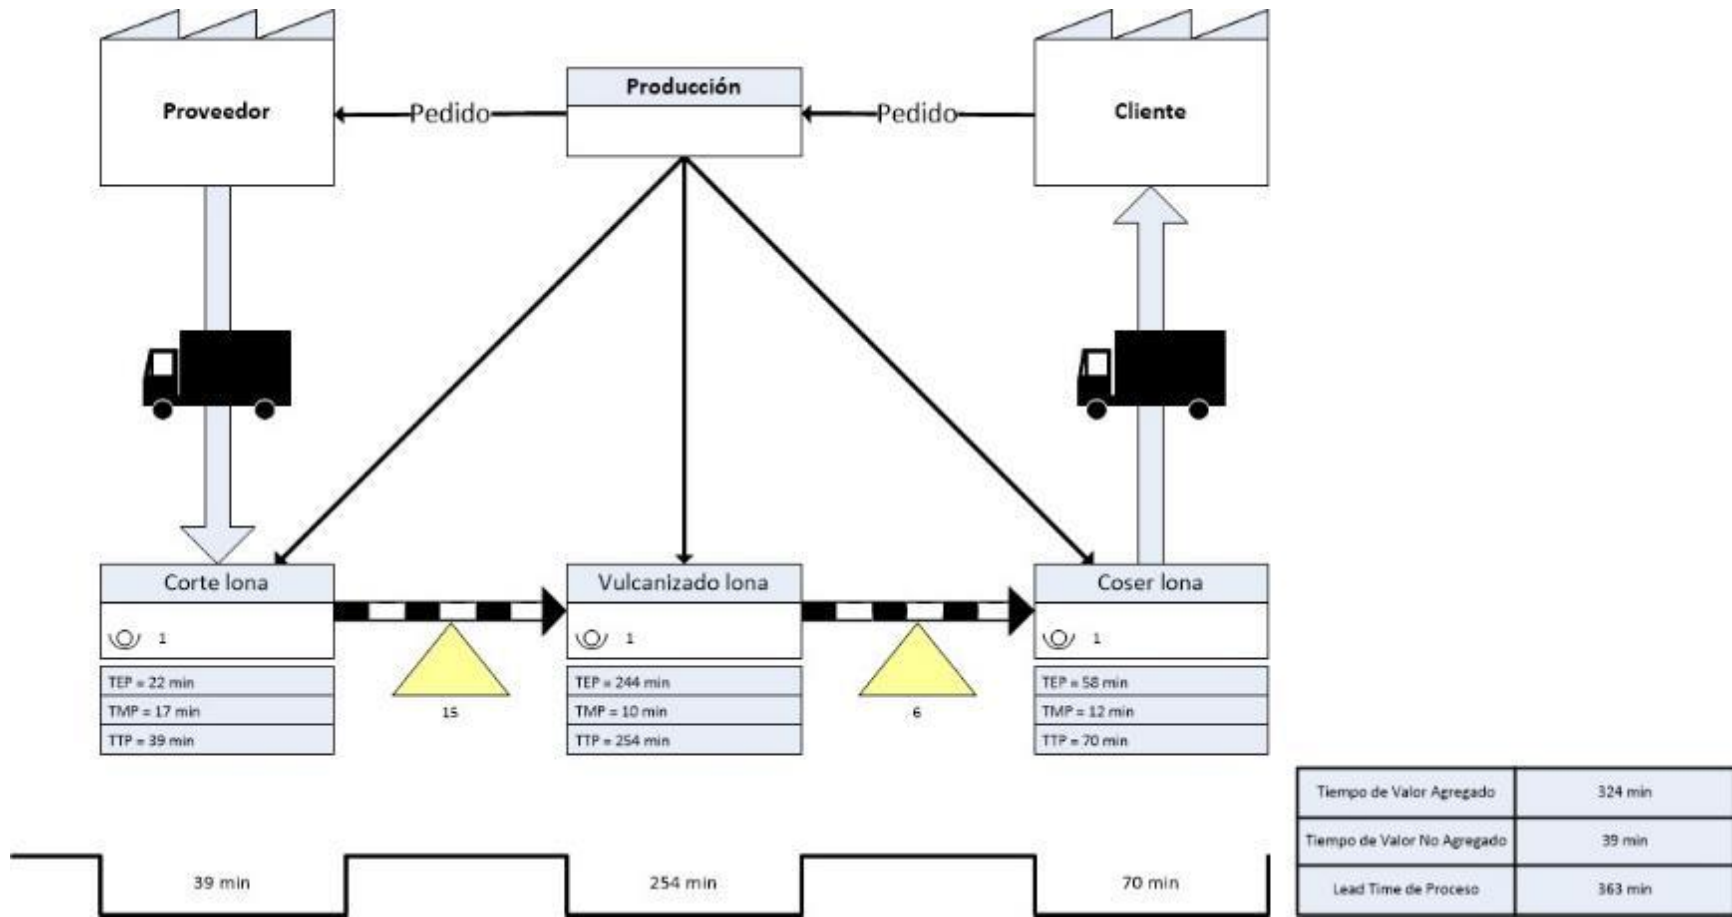 Proveedor
Pedido
Producción
Pedido
Cliente
Corte lona
1
TEP = 22 min
TMP = 17 min
TTP = 39 min
15
Vulcanizado lona
1
TEP = 244 min
TMP = 10 min
TTP = 254 min
6
Coser lona
1
TEP = 58 min
TMP = 12 min
TTP = 70 min
39 min
254 min
70 min
Tiempo de Valor Agregado 324 min
Tiempo de Valor No Agregado 39 min
Lead Time de Proceso 363 min